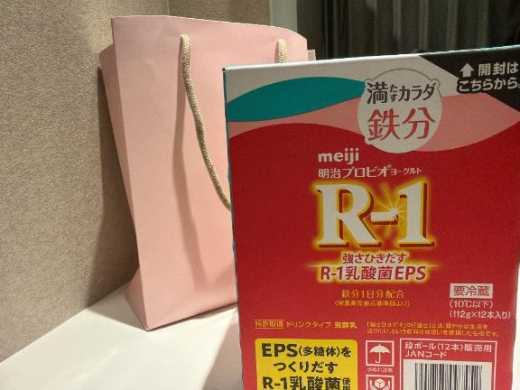 開封は
こちらから。
満たすカラダ
鉄分
meiji
明治プロビオヨーグルト
R-1
強さひきだす
R-1乳酸菌EPS
鉄分1日分配合
要冷蔵
(10℃以下)
(112g×12本入り)
ドリンクタイプ 発酵乳
EPS(多糖体)を
つくりだす
R-1乳酸菌使用
段ボール(12本)販売用
JANコード